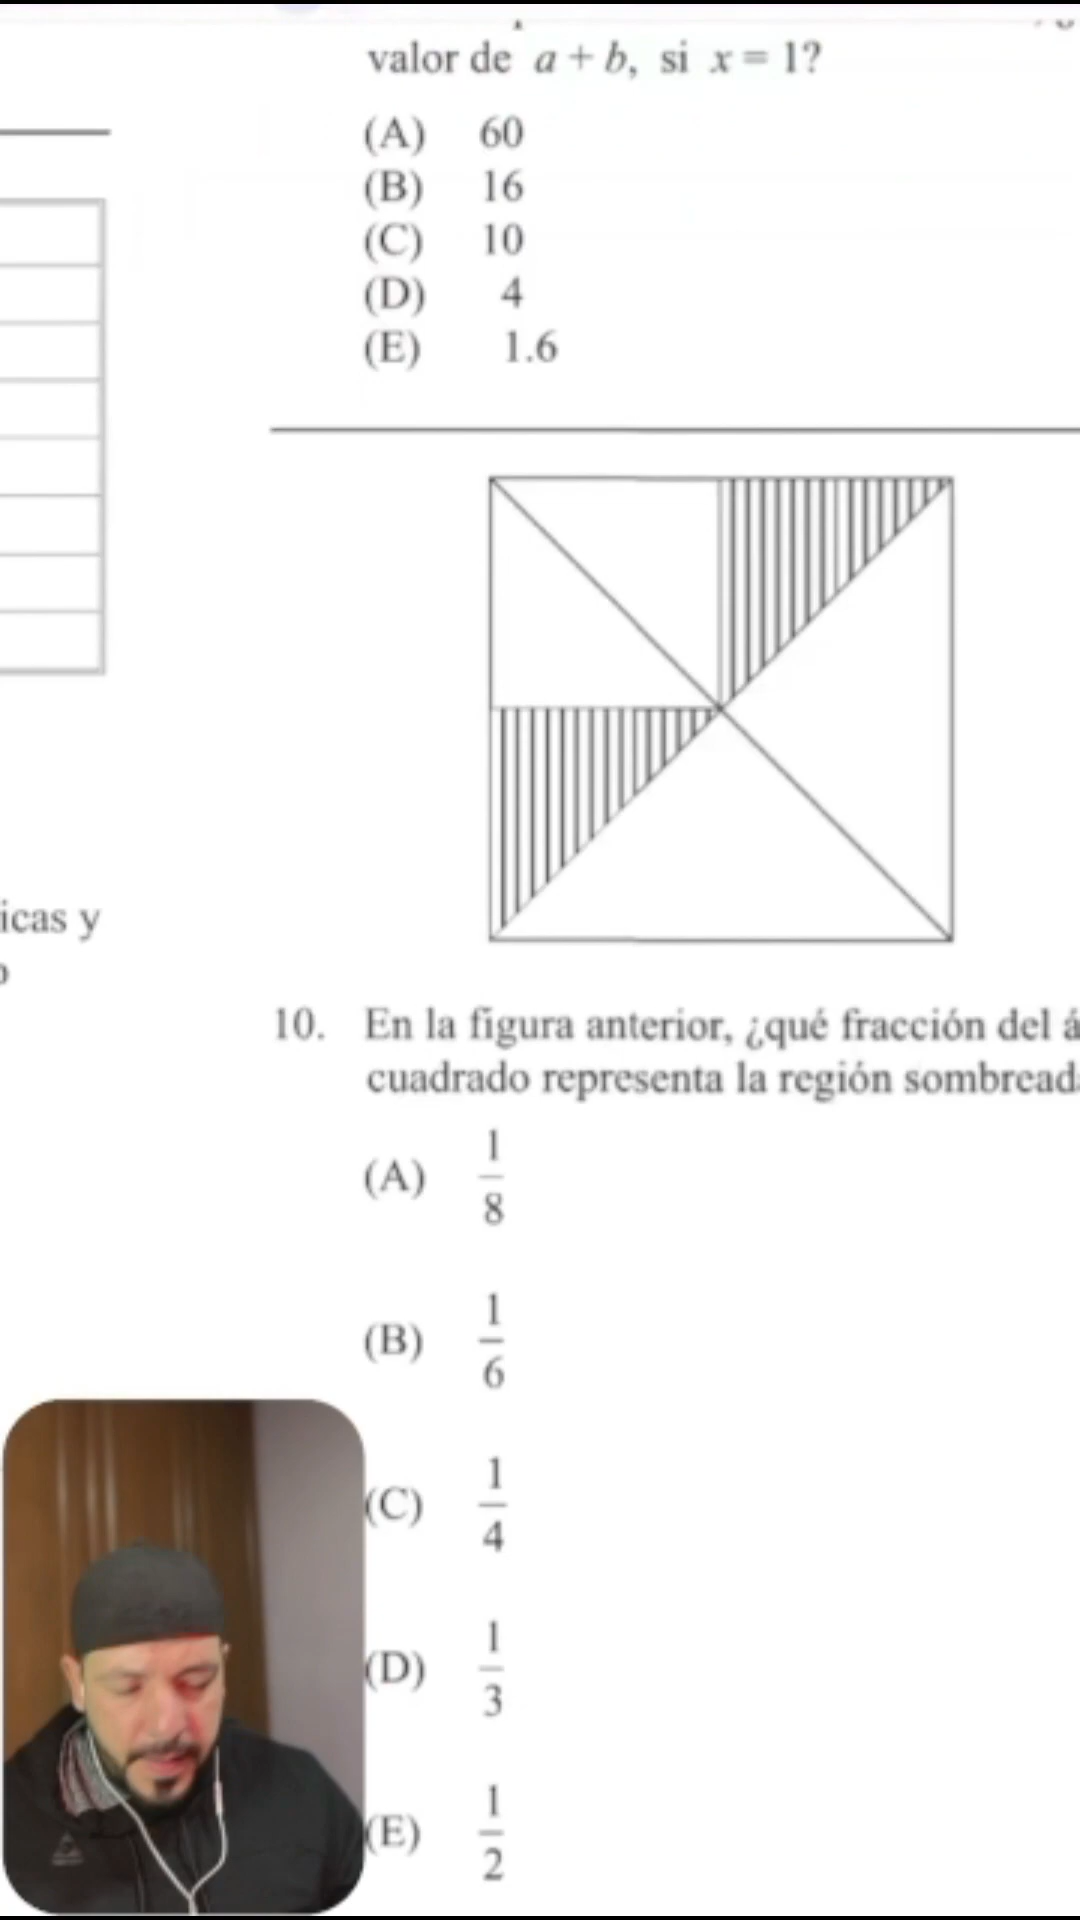 valor de a + b, si x = 1?
(A) 60
(B) 16
(C) 10
(D) 4
(E) 1.6
icas y
10. En la figura anterior, ¿qué fracción del á
cuadrado representa la región sombread
(A) 1/8
(B) 1/6
(C) 1/4
(D) 1/3
(E) 1/2